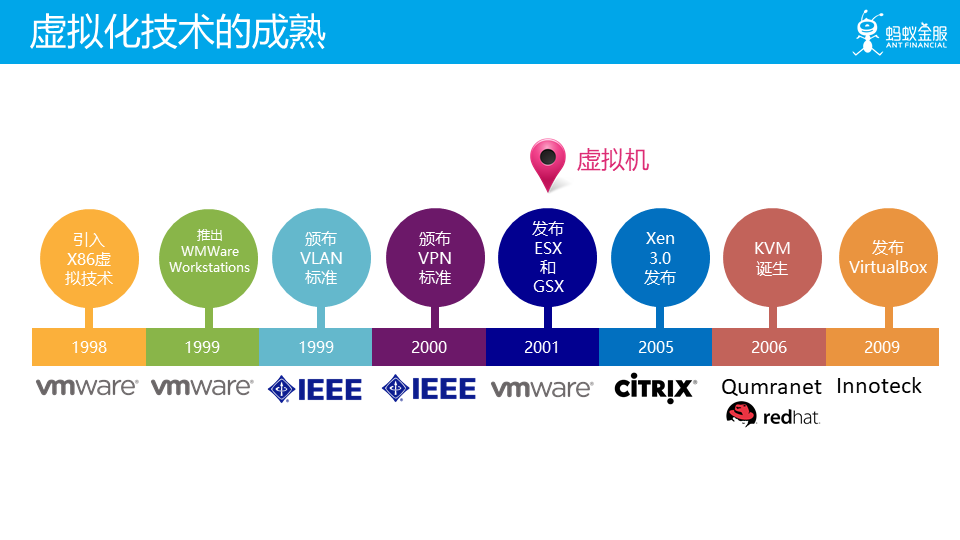 虚拟化技术的成熟
蚂蚁金服
ANT FINANCIAL
虚拟机
引入
X86虚
拟技术
推出
WMWare
Workstations
颁布
VLAN
标准
颁布
VPN
标准
发布
ESX
和
GSX
Xen
3.0
发布
KVM
诞生
发布
VirtualBox
1998
1999
1999
2000
2001
2005
2006
2009
vmware®
vmware®
IEEE
IEEE
vmware®
CITRIX®
Qumranet
redhat.
Innoteck